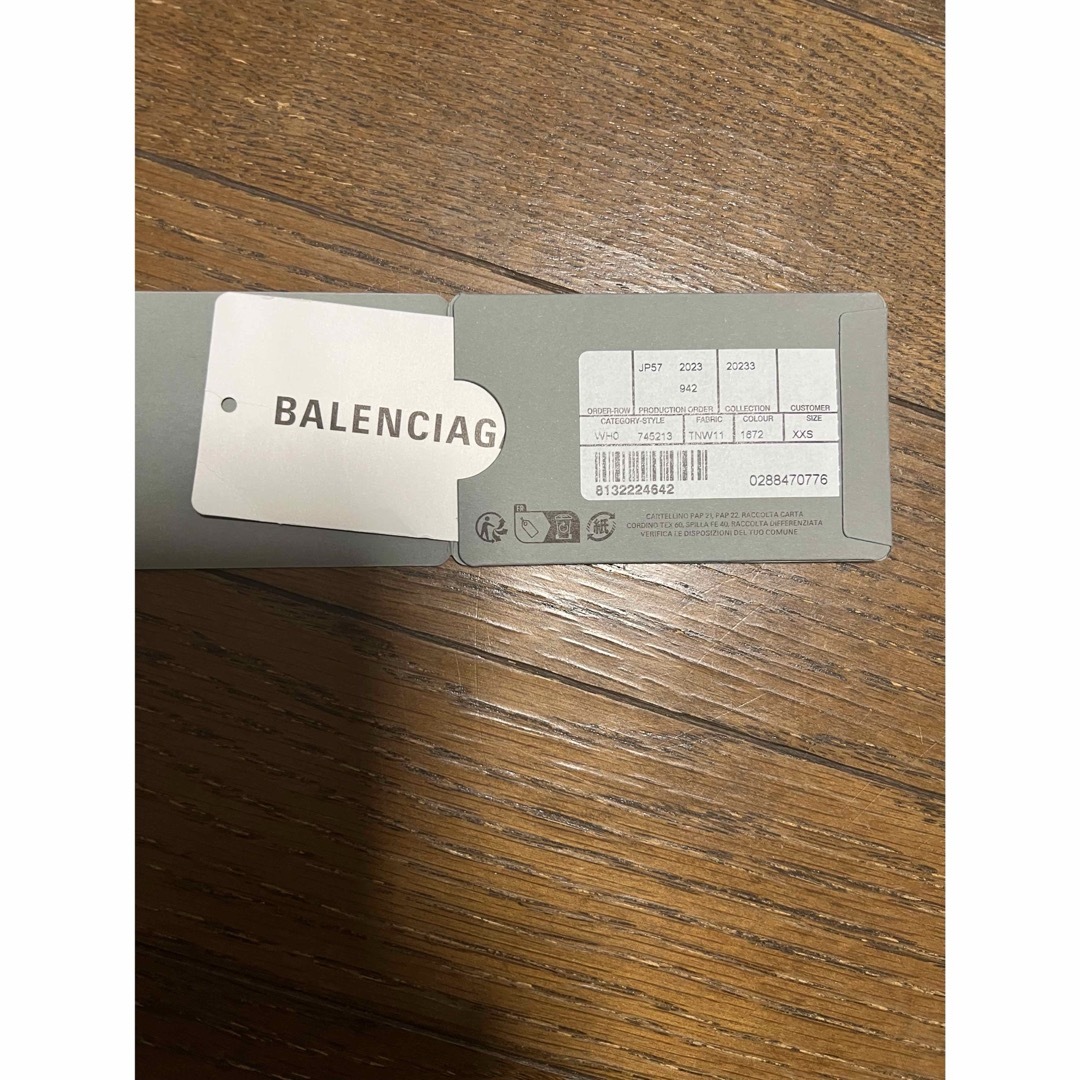 BALENCIAG
JP57 2023 20233
942
ORDER-ROW PRODUCTION ORDER COLLECTION CUSTOMER
CATEGORY-STYLE FABRIC COLOUR SIZE
WH0 745213 TNW11 1672 XXS
8132224642
0288470776
FR
紙
CARTELLINO PAP 21, PAP 22, RACCOLTA CARTA
CORDINO TEX 60, SPILLA FE 40, RACCOLTA DIFFERENZIATA
VERIFICA LE DISPOSIZIONI DEL TUO COMUNE